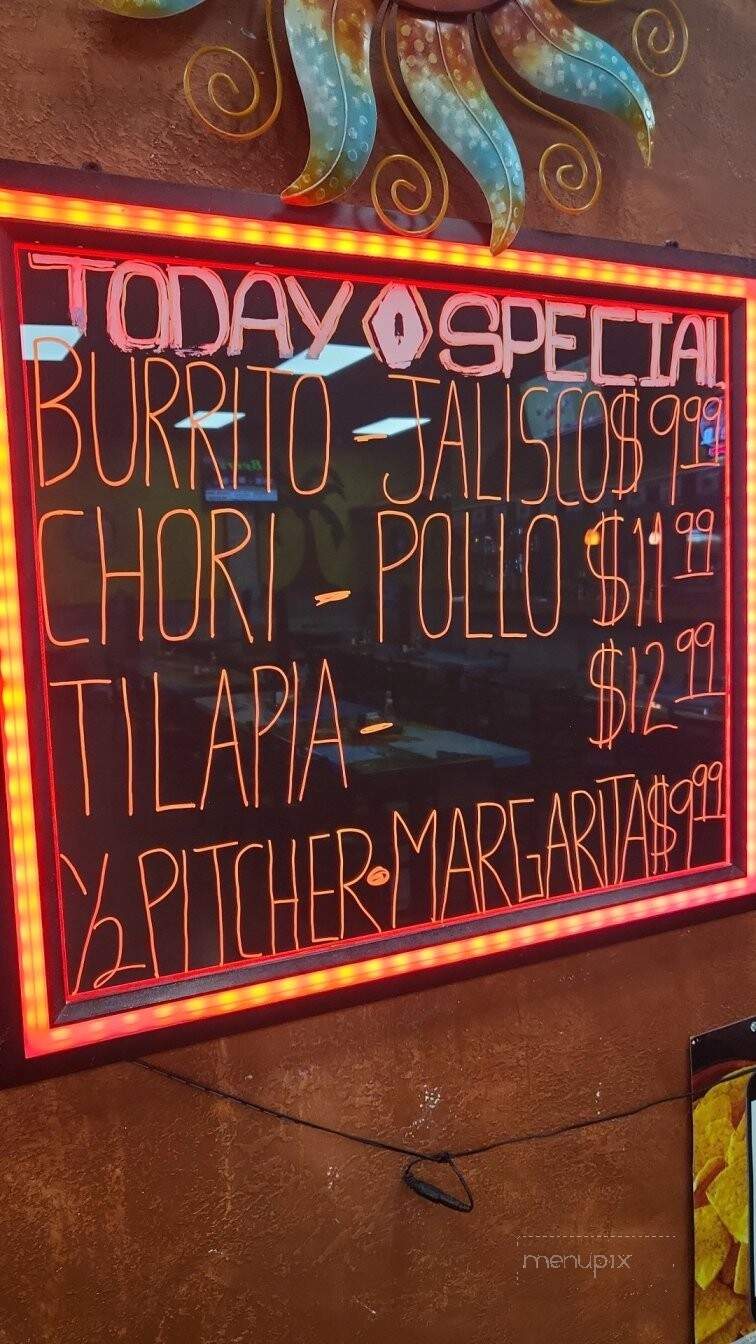 TODAY SPECIAL
BURRITO - JALISCO $9.99
CHORI - POLLO $11.99
TILAPIA - $12.99
1/2 PITCHER • MARGARITA $9.99
menupix